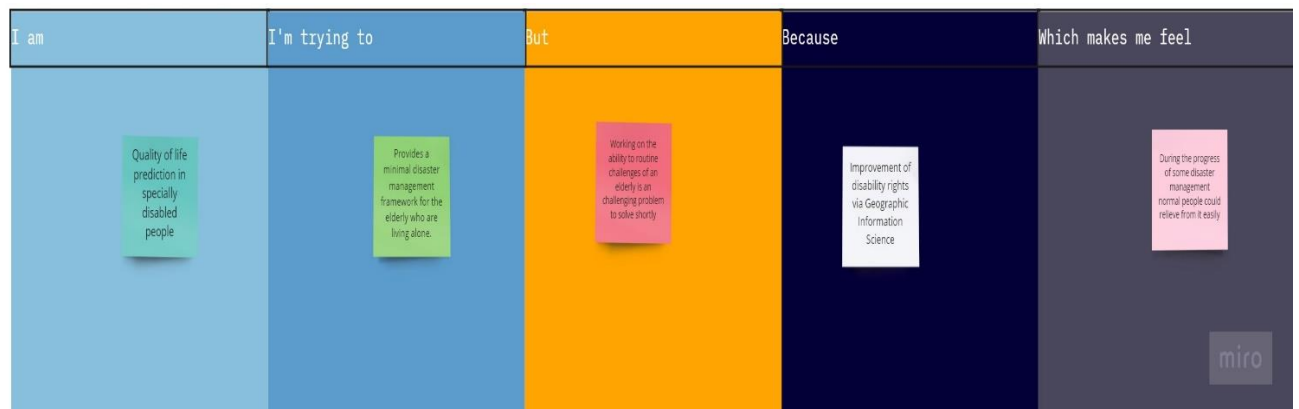 I am
I'm trying to
But
Because
Which makes me feel
Quality of life
prediction in
specially
disabled
people
Provides a
minimal disaster
management
framework for the
elderly who are
living alone.
Working on the
ability to routine
challenges of an
elderly is an
challenging problem
to solve shortly
Improvement of
disability rights
via Geographic
Information
Science
During the progress
of some disaster
management
normal people could
relieve from it easily
miro